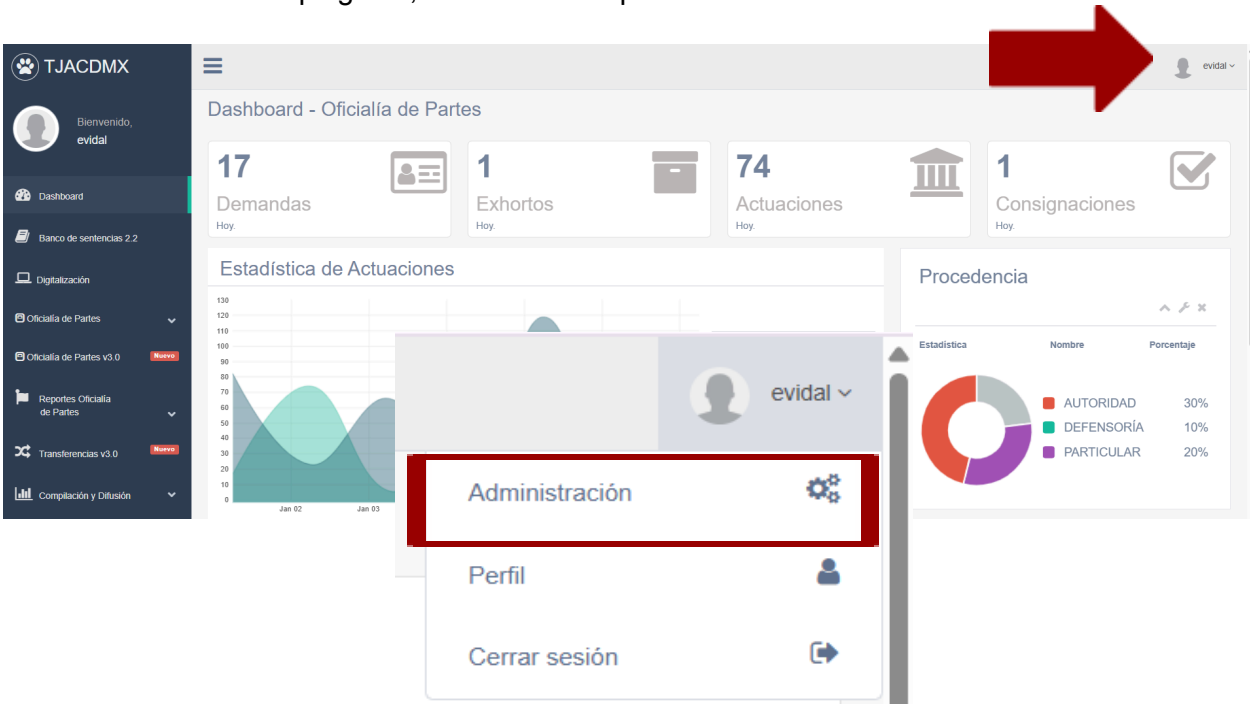 TJACDMX
evidal
Bienvenido,
evidal
Dashboard
Banco de sentencias 2.2
Digitalización
Oficialía de Partes
Oficialía de Partes v3.0 Nuevo
Reportes Oficialía
de Partes
Transferencias v3.0 Nuevo
Compilación y Difusión
Dashboard - Oficialía de Partes
17
Demandas
Hoy.
1
Exhortos
Hoy.
74
Actuaciones
Hoy.
1
Consignaciones
Hoy.
Estadística de Actuaciones
130
120
110
100
90
80
70
60
50
40
30
20
10
0
Jan 02 Jan 03
Procedencia
Estadística Nombre Porcentaje
AUTORIDAD 30%
DEFENSORÍA 10%
PARTICULAR 20%
evidal
Administración
Perfil
Cerrar sesión